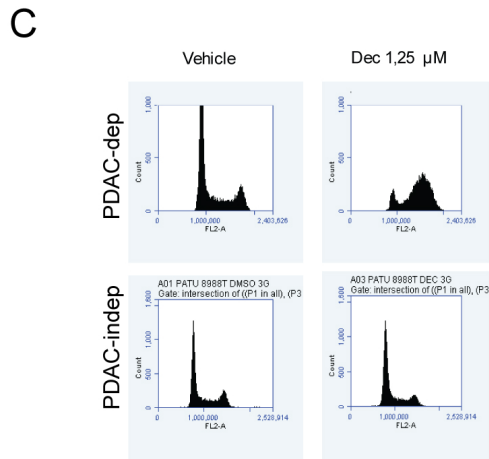 C
Vehicle
Dec 1,25 µM
PDAC-dep
1,000
500
0
Count
0
1,000,000
2,403,626
FL2-A
1,000
500
0
Count
0
1,000,000
2,403,626
FL2-A
PDAC-indep
A01 PATU 8988T DMSO 3G
Gate: intersection of ((P1 in all), (P3
1,500
1,000
500
0
Count
0
1,000,000
2,528,914
FL2-A
A03 PATU 8988T DEC 3G
Gate: intersection of ((P1 in all), (P3
1,000
500
0
Count
0
1,000,000
2,528,914
FL2-A